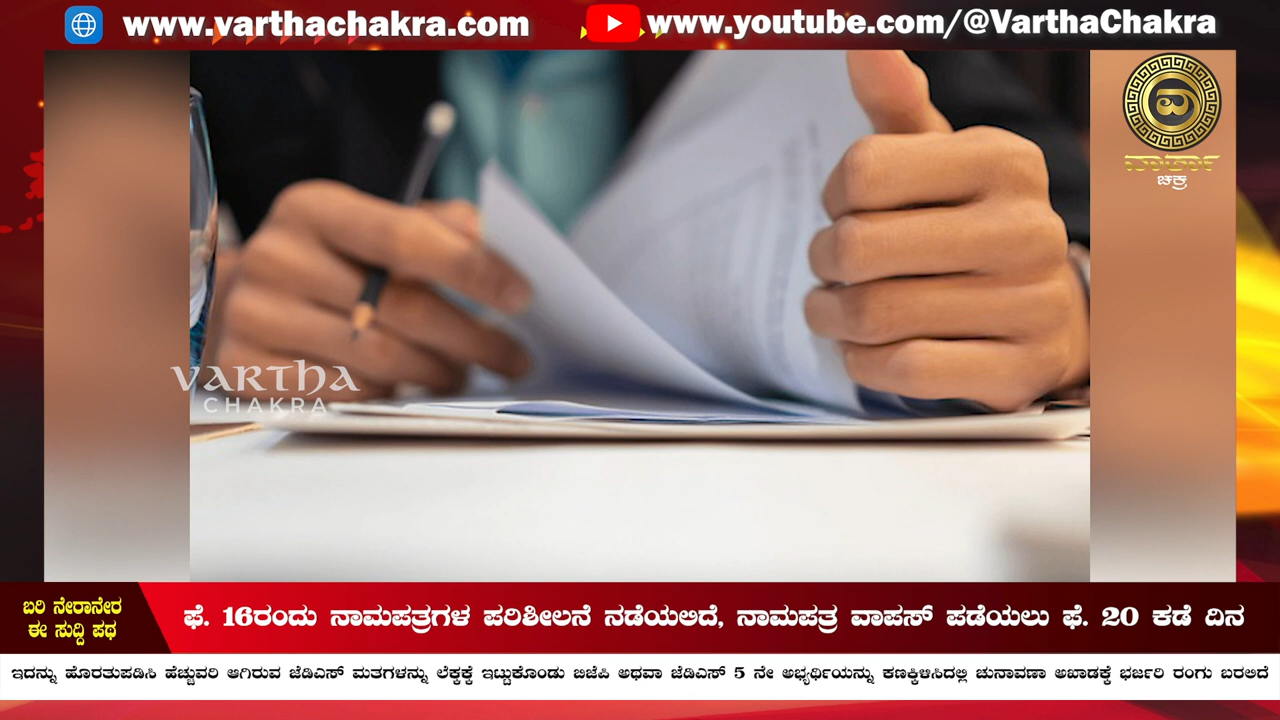 www.varthachakra.com
www.youtube.com/@VarthaChakra
ವಾರ್ತಾ
ಚಕ್ರ
VARTHA
CHAKRA
ಬರಿ ನೇರಾನೇರ
ಈ ಸುದ್ದಿ ಪಥ
ಫೆ. 16ರಂದು ನಾಮಪತ್ರಗಳ ಪರಿಶೀಲನೆ ನಡೆಯಲಿದೆ, ನಾಮಪತ್ರ ವಾಪಸ್ ಪಡೆಯಲು ಫೆ. 20 ಕಡೆ ದಿನ
ಇದನ್ನು ಹೊರತುಪಡಿಸಿ ಹೆಚ್ಚುವರಿ ಆಗಿರುವ ಜೆಡಿಎಸ್ ಮತಗಳನ್ನು ಲೆಕ್ಕಕ್ಕೆ ಇಟ್ಟುಕೊಂಡು ಬಿಜೆಪಿ ಅಥವಾ ಜೆಡಿಎಸ್ 5 ನೇ ಅಭ್ಯರ್ಥಿಯನ್ನು ಕಣಕ್ಕಿಳಿಸಿದಲ್ಲಿ ಚುನಾವಣಾ ಅಖಾಡಕ್ಕೆ ಭರ್ಜರಿ ರಂಗು ಬರಲಿದೆ